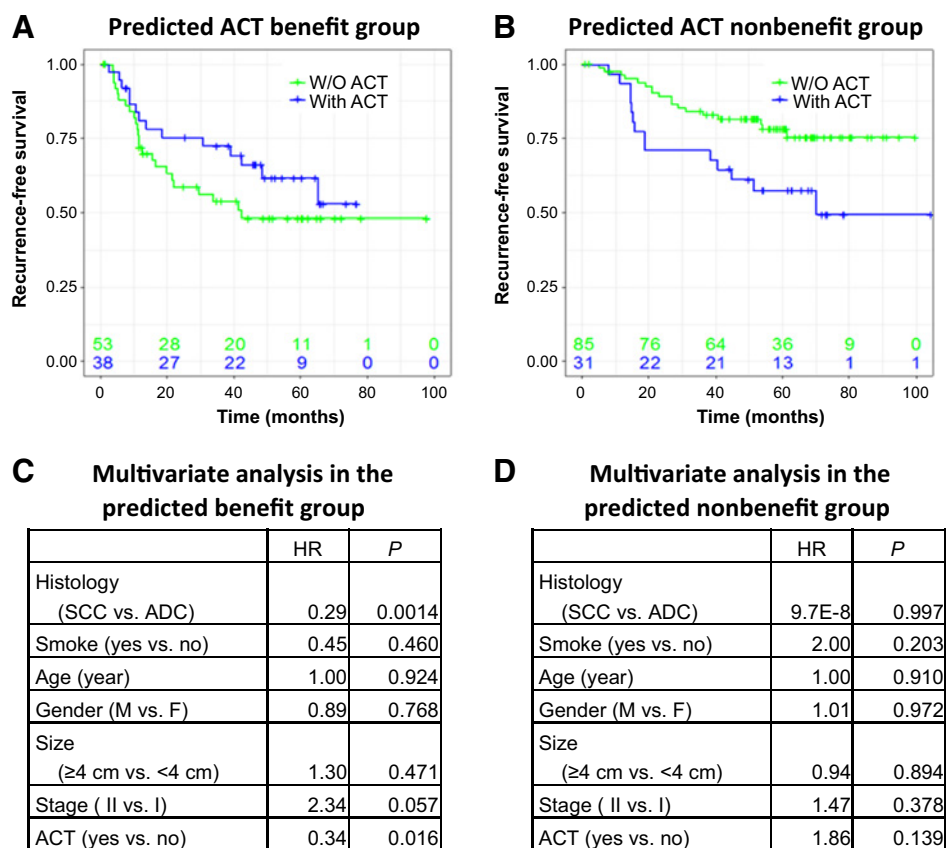 A Predicted ACT benefit group
Recurrence-free survival
1.00
0.75
0.50
0.25
0.00
W/O ACT
With ACT
53 28 20 11 1 0
38 27 22 9 0 0
0 20 40 60 80 100
Time (months)
B Predicted ACT nonbenefit group
Recurrence-free survival
1.00
0.75
0.50
0.25
0.00
W/O ACT
With ACT
85 76 64 36 9 0
31 22 21 13 1 1
0 20 40 60 80 100
Time (months)
C Multivariate analysis in the
predicted benefit group
HR P
Histology
(SCC vs. ADC) 0.29 0.0014
Smoke (yes vs. no) 0.45 0.460
Age (year) 1.00 0.924
Gender (M vs. F) 0.89 0.768
Size
(≥4 cm vs. <4 cm) 1.30 0.471
Stage ( II vs. I) 2.34 0.057
ACT (yes vs. no) 0.34 0.016
D Multivariate analysis in the
predicted nonbenefit group
HR P
Histology
(SCC vs. ADC) 9.7E-8 0.997
Smoke (yes vs. no) 2.00 0.203
Age (year) 1.00 0.910
Gender (M vs. F) 1.01 0.972
Size
(≥4 cm vs. <4 cm) 0.94 0.894
Stage ( II vs. I) 1.47 0.378
ACT (yes vs. no) 1.86 0.139